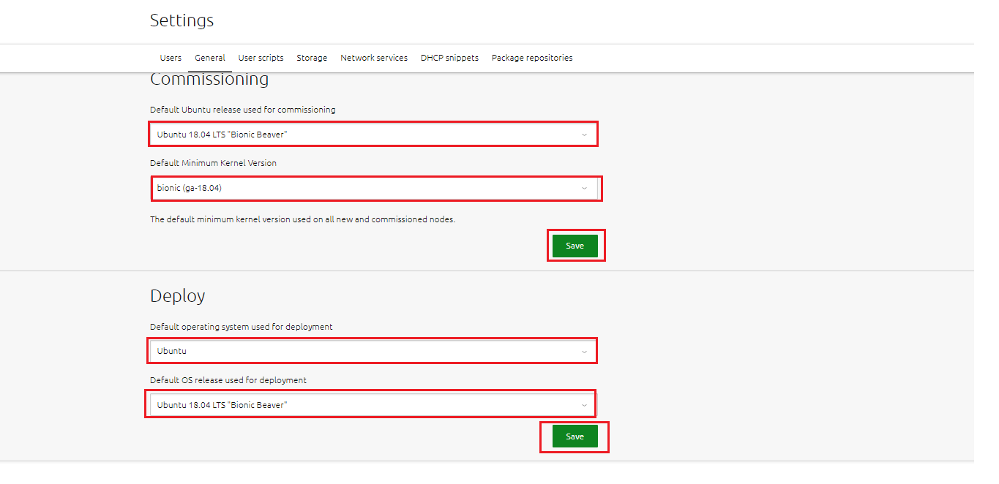 Settings
Users General User scripts Storage Network services DHCP snippets Package repositories
Commissioning
Default Ubuntu release used for commissioning
Ubuntu 18.04 LTS "Bionic Beaver"
Default Minimum Kernel Version
bionic (ga-18.04)
The default minimum kernel version used on all new and commissioned nodes.
Save
Deploy
Default operating system used for deployment
Ubuntu
Default OS release used for deployment
Ubuntu 18.04 LTS "Bionic Beaver"
Save